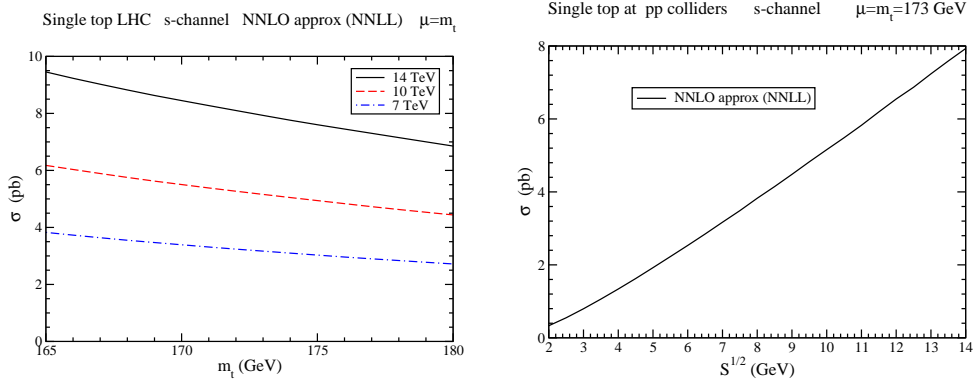 Single top LHC s-channel NNLO approx (NNLL) μ=m_t
10
8
6
4
2
0
σ (pb)
14 TeV
10 TeV
7 TeV
165 170 175 180
m_t (GeV)
Single top at pp colliders s-channel μ=m_t=173 GeV
8
6
4
2
0
σ (pb)
NNLO approx (NNLL)
2 3 4 5 6 7 8 9 10 11 12 13 14
S^1/2 (GeV)